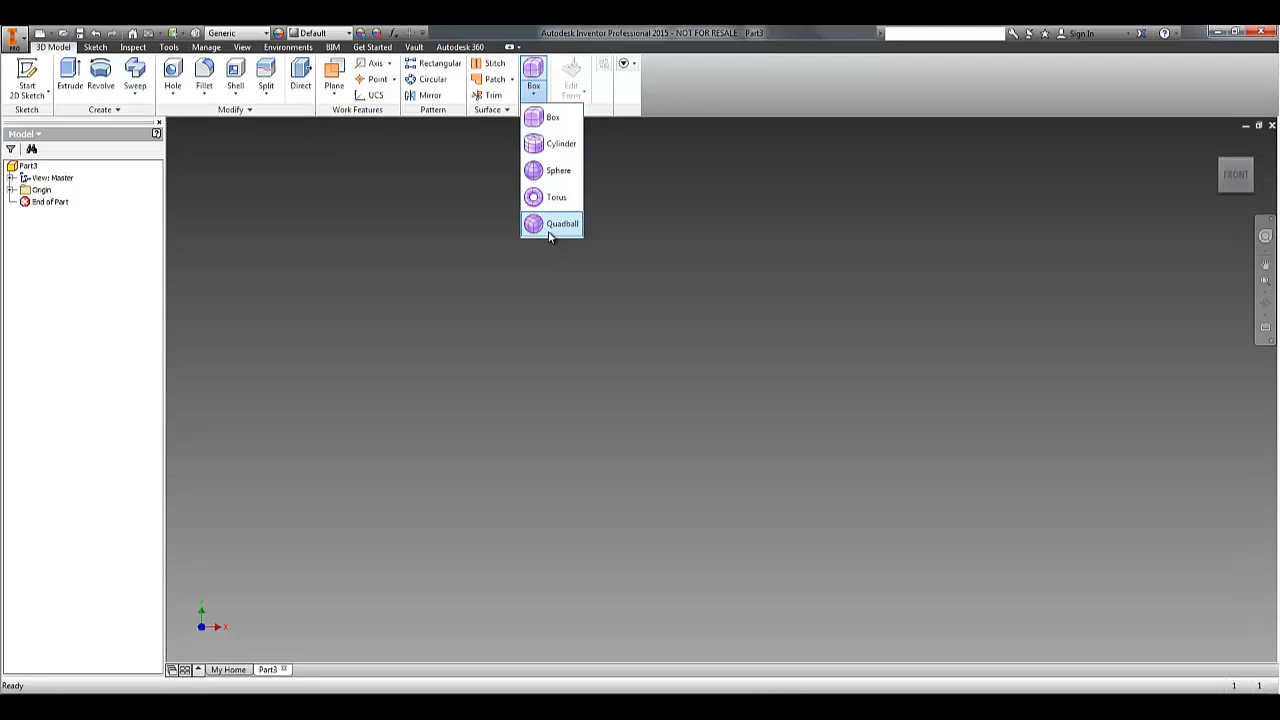 Generic
Default
Autodesk Inventor Professional 2015 - NOT FOR RESALE Part3
Sign In
PRO
3D Model Sketch Inspect Tools Manage View Environments BIM Get Started Vault Autodesk 360
Start
2D Sketch
Extrude
Revolve
Sweep
Hole
Fillet
Shell
Split
Direct
Plane
Axis
Point
UCS
Rectangular
Circular
Mirror
Stitch
Patch
Trim
Box
Edit
Form
Sketch
Create
Modify
Work Features
Pattern
Surface
Box
Cylinder
Sphere
Torus
Quadball
Model
Part3
View: Master
Origin
End of Part
FRONT
Y
X
My Home
Part3
Ready
1 1